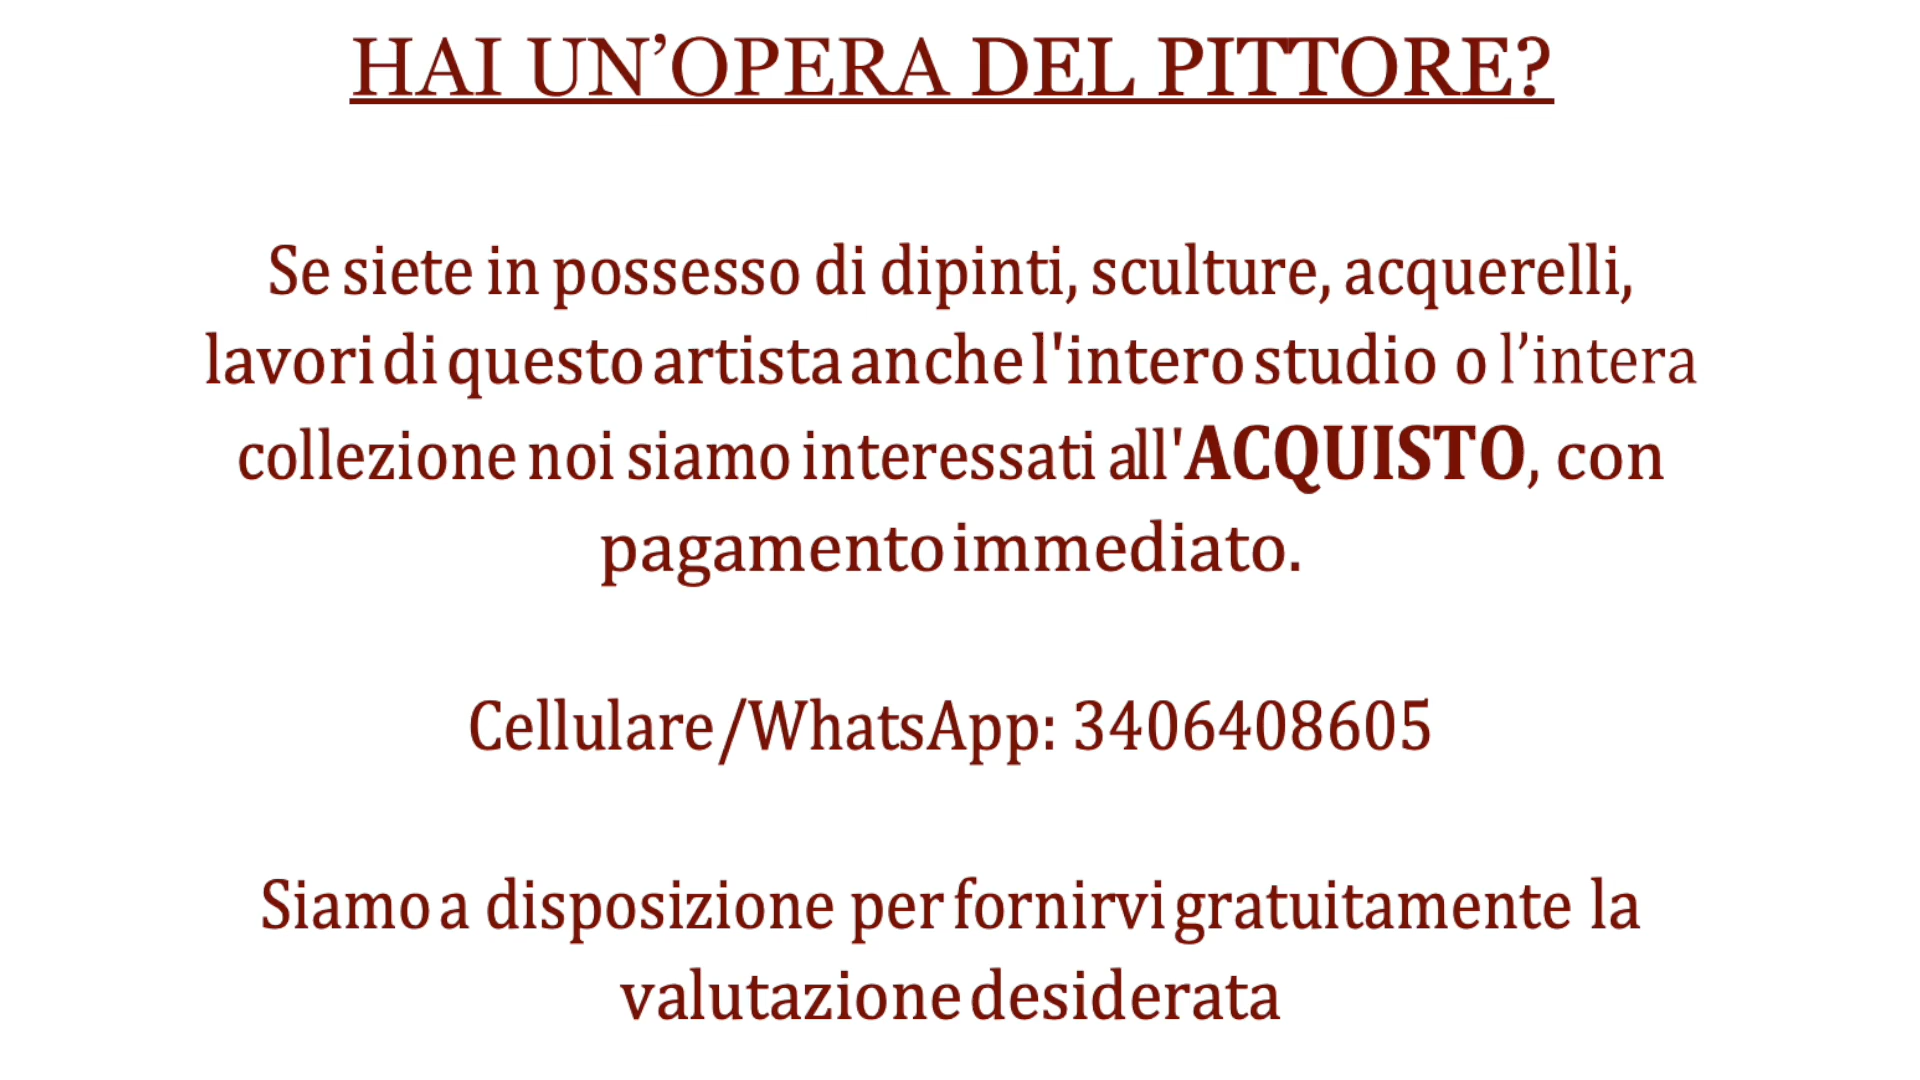 HAI UN’OPERA DEL PITTORE?
Se siete in possesso di dipinti, sculture, acquerelli,
lavori di questo artista anche l'intero studio o l’intera
collezione noi siamo interessati all'ACQUISTO, con
pagamento immediato.
Cellulare/WhatsApp: 3406408605
Siamo a disposizione per fornirvi gratuitamente la
valutazione desiderata